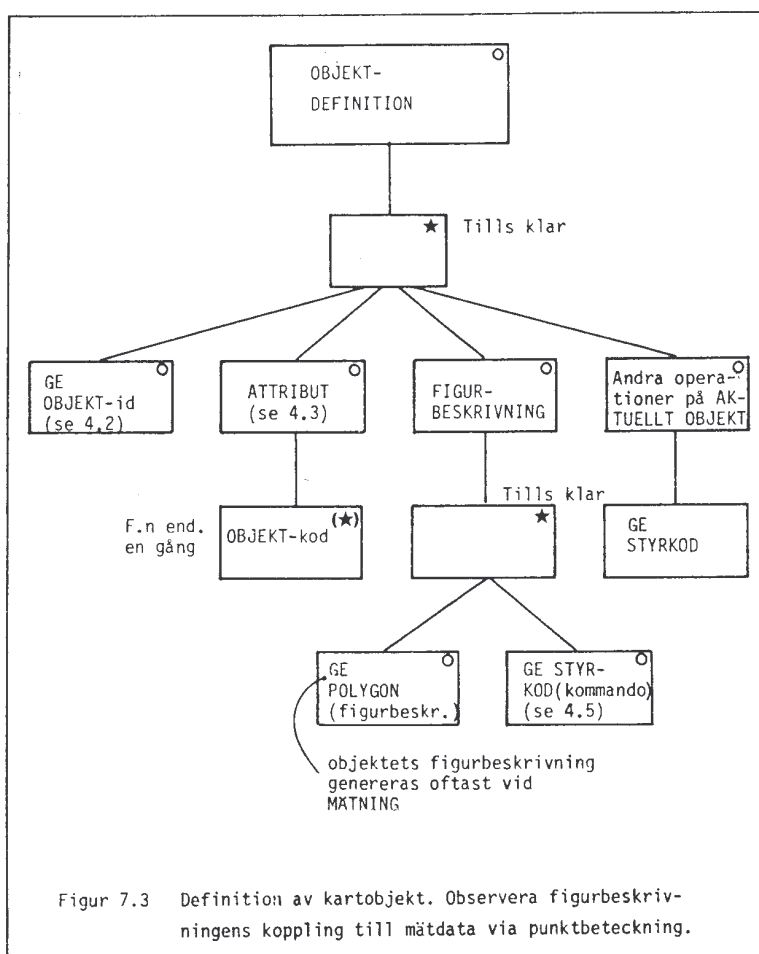 OBJEKT-
DEFINITION
Tills klar
GE
OBJEKT-id
(se 4.2)
ATTRIBUT
(se 4.3)
FIGUR-
BESKRIVNING
Andra opera-
tioner på AK-
TUELLT OBJEKT
F.n end.
en gång
OBJEKT-kod
(★)
Tills klar
GE
STYRKOD
GE
POLYGON
(figurbeskr.)
GE STYR-
KOD(kommando)
(se 4.5)
objektets figurbeskrivning
genereras oftast vid
MÄTNING
Figur 7.3 Definition av kartobjekt. Observera figurbeskriv-
ningens koppling till mätdata via punktbeteckning.